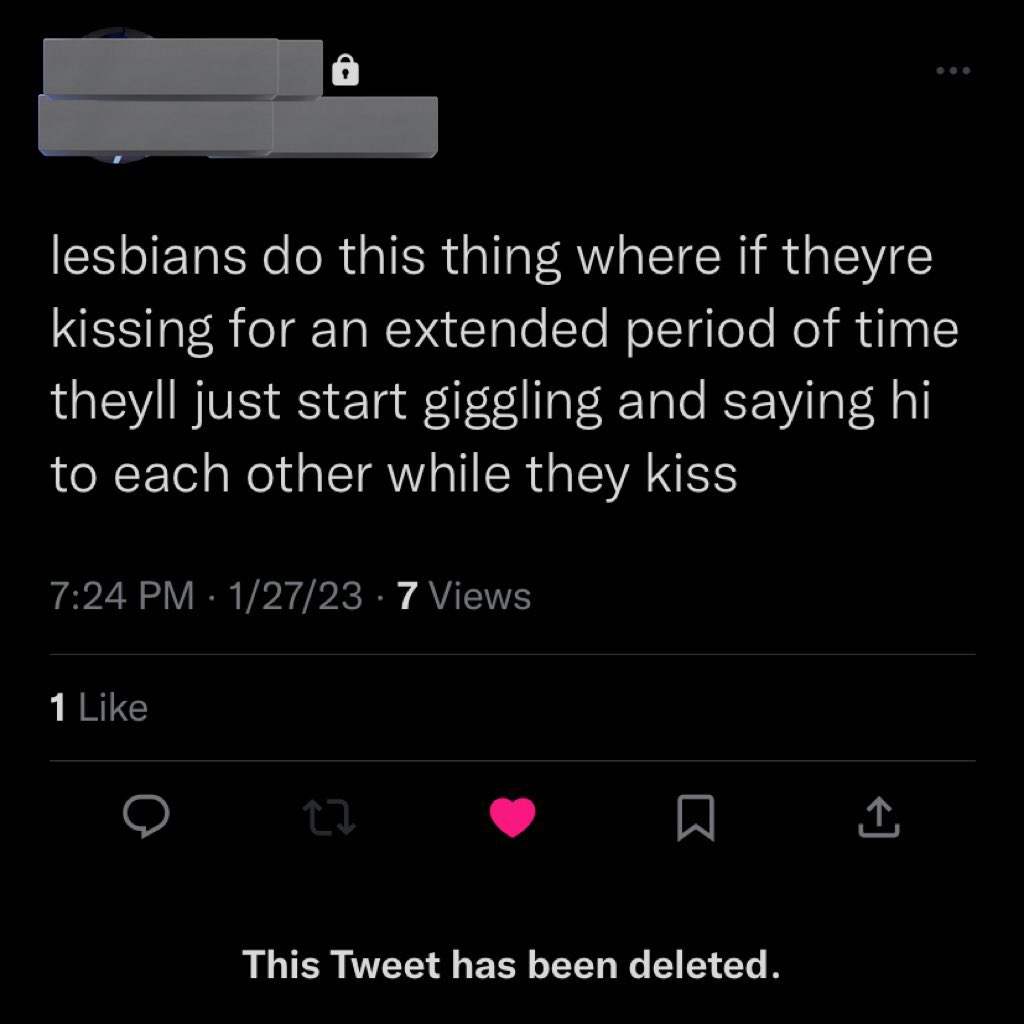 lesbians do this thing where if theyre
kissing for an extended period of time
theyll just start giggling and saying hi
to each other while they kiss
7:24 PM · 1/27/23 · 7 Views
1 Like
This Tweet has been deleted.